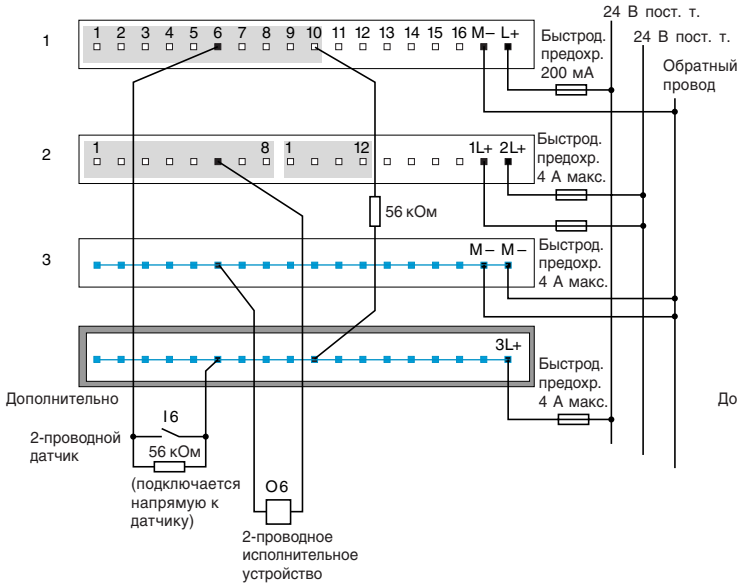 24 В пост. т.
1
1 2 3 4 5 6 7 8 9 10 11 12 13 14 15 16 M– L+
Быстрод.
предохр.
200 мА
24 В пост. т.
Обратный
провод
2
1 8 1 12 1L+ 2L+
Быстрод.
предохр.
4 А макс.
56 кОм
3
M – M –
Быстрод.
предохр.
4 А макс.
3L+
Быстрод.
предохр.
4 А макс.
Дополнительно
До
I6
2-проводной
датчик
56 кОм
(подключается
напрямую к
датчику)
O6
2-проводное
исполнительное
устройство